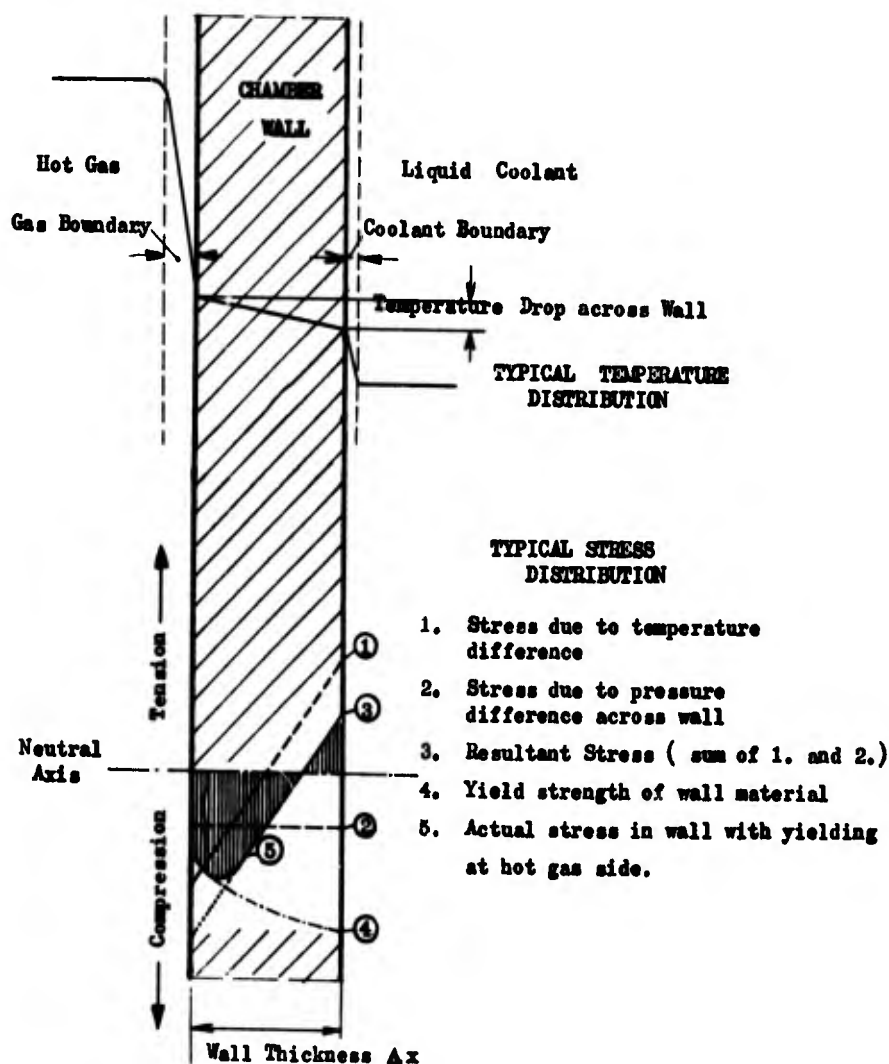 CHAMBER
WALL
Hot Gas
Liquid Coolant
Gas Boundary
Coolant Boundary
Temperature Drop across Wall
TYPICAL TEMPERATURE
DISTRIBUTION
TYPICAL STRESS
DISTRIBUTION
1. Stress due to temperature
difference
2. Stress due to pressure
difference across wall
3. Resultant Stress ( sum of 1. and 2.)
4. Yield strength of wall material
5. Actual stress in wall with yielding
at hot gas side.
Tension
Neutral
Axis
Compression
1
3
2
5
4
Wall Thickness Δx